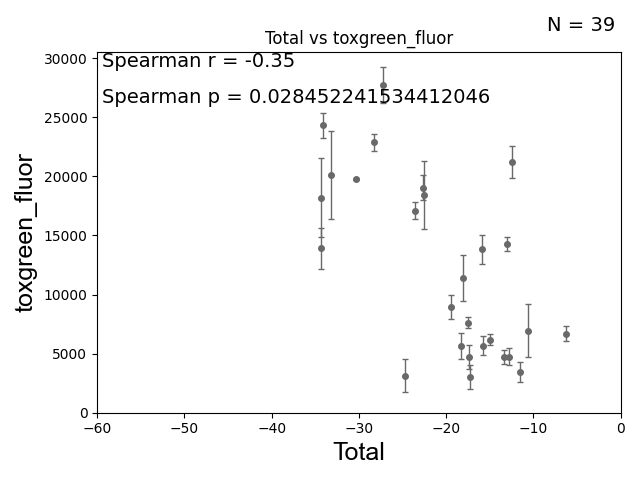 N = 39
Total vs toxgreen_fluor
Spearman r = -0.35
Spearman p = 0.028452241534412046
toxgreen_fluor
30000
25000
20000
15000
10000
5000
0
−60 −50 −40 −30 −20 −10 0
Total